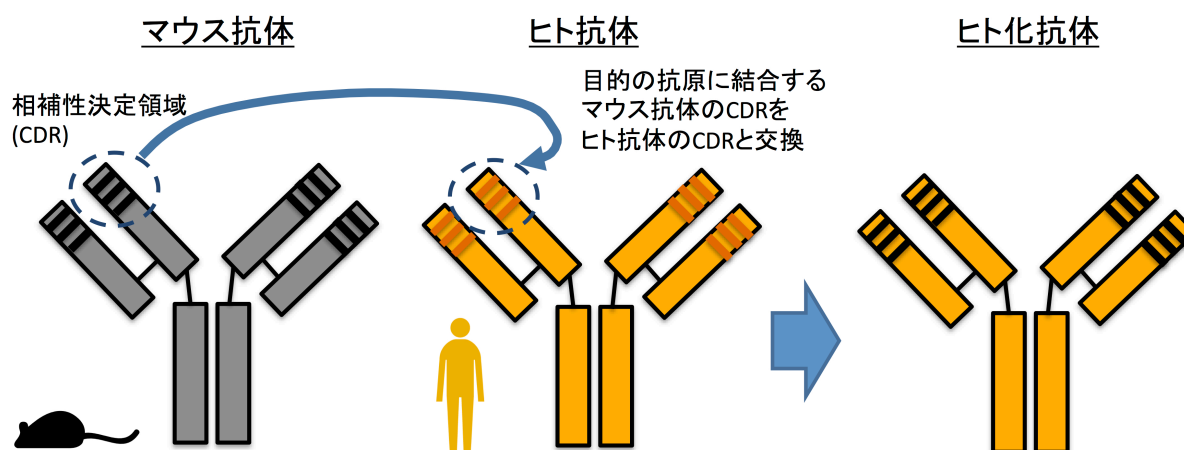 マウス抗体
ヒト抗体
ヒト化抗体
相補性決定領域
(CDR)
目的の抗原に結合する
マウス抗体のCDRを
ヒト抗体のCDRと交換